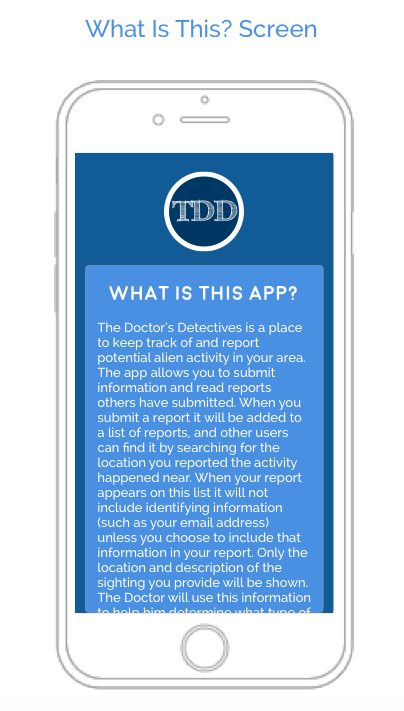 What Is This? Screen
TDD
WHAT IS THIS APP?
The Doctor's Detectives is a place
to keep track of and report
potential alien activity in your area.
The app allows you to submit
information and read reports
others have submitted. When you
submit a report it will be added to
a list of reports, and other users
can find it by searching for the
location you reported the activity
happened near. When your report
appears on this list it will not
include identifying information
(such as your email address)
unless you choose to include that
information in your report. Only the
location and description of the
sighting you provide will be shown.
The Doctor will use this information
to help him determine what type of